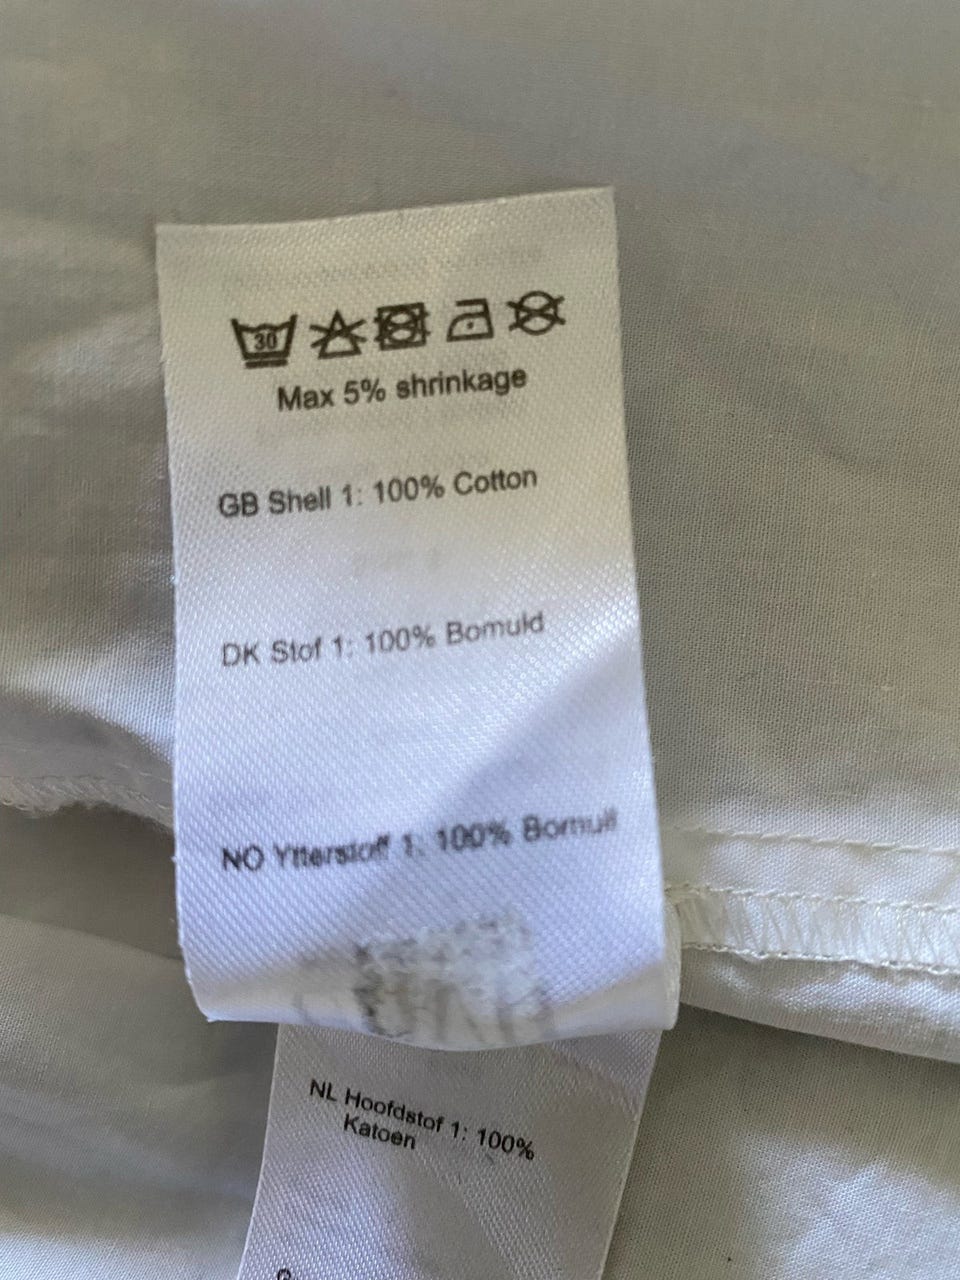 30
Max 5% shrinkage
GB Shell 1: 100% Cotton
DK Stof 1: 100% Bomuld
NO Ytterstoff 1: 100% Bomull
NL Hoofdstof 1: 100%
Katoen